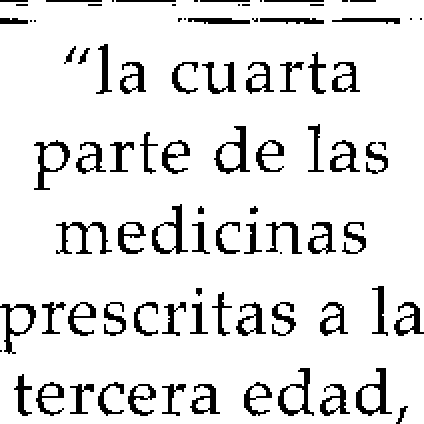 “la cuarta
parte de las
medicinas
prescritas a la
tercera edad,